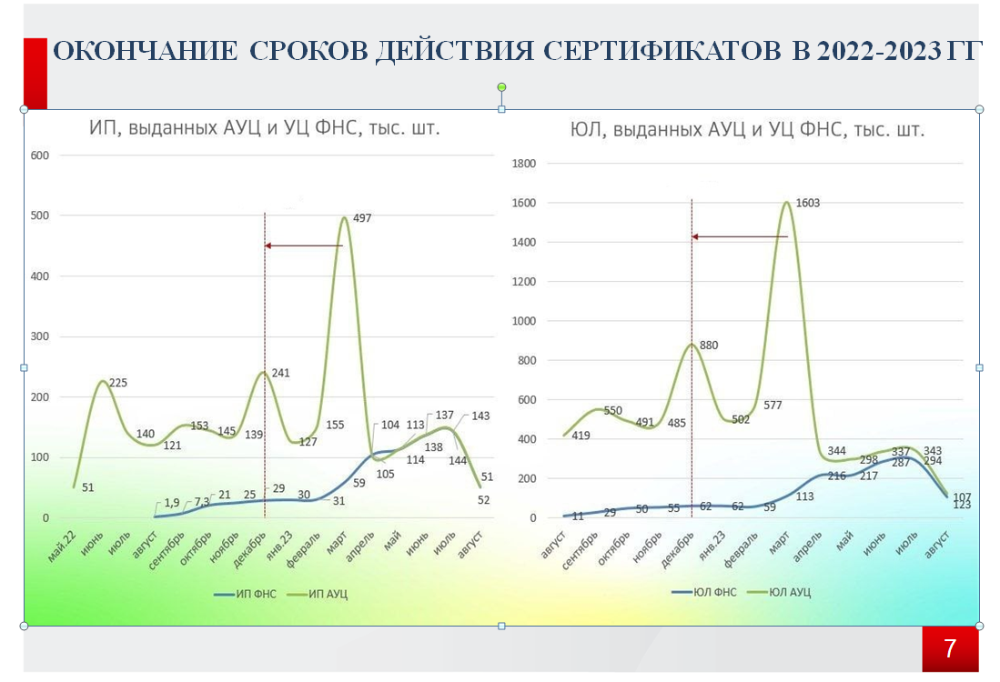 ОКОНЧАНИЕ СРОКОВ ДЕЙСТВИЯ СЕРТИФИКАТОВ В 2022-2023 ГГ
ИП, выданных АУЦ и УЦ ФНС, тыс. шт.
600
500
400
300
200
100
0
51
225
140
121
153
145
139
241
127
155
497
104
113
137
143
51
1,9
7,3
21
25
29
30
31
59
105
114
138
144
52
май.22
июнь
июль
август
сентябрь
октябрь
ноябрь
декабрь
янв.23
февраль
март
апрель
май
июнь
июль
август
ИП ФНС
ИП АУЦ
ЮЛ, выданных АУЦ и УЦ ФНС, тыс. шт.
1800
1600
1400
1200
1000
800
600
400
200
0
419
550
491
485
880
502
577
1603
344
298
337
343
107
11
29
50
55
62
62
59
113
216
217
287
294
123
август
сентябрь
октябрь
ноябрь
декабрь
янв.23
февраль
март
апрель
май
июнь
июль
август
ЮЛ ФНС
ЮЛ АУЦ
7